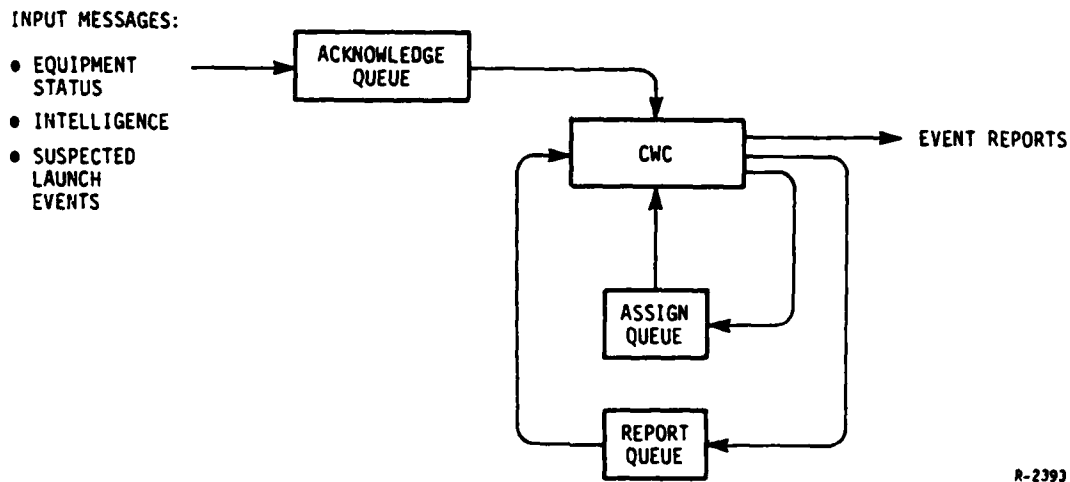 INPUT MESSAGES:
• EQUIPMENT
STATUS
• INTELLIGENCE
• SUSPECTED
LAUNCH
EVENTS
ACKNOWLEDGE
QUEUE
CWC
EVENT REPORTS
ASSIGN
QUEUE
REPORT
QUEUE
R-2393